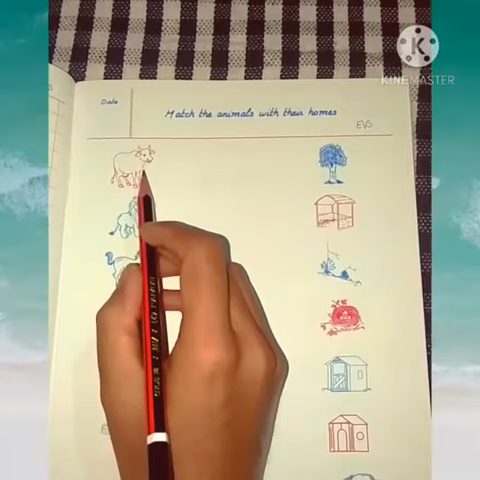 K
KINEMASTER
Date
Match the animals with their homes
EVS